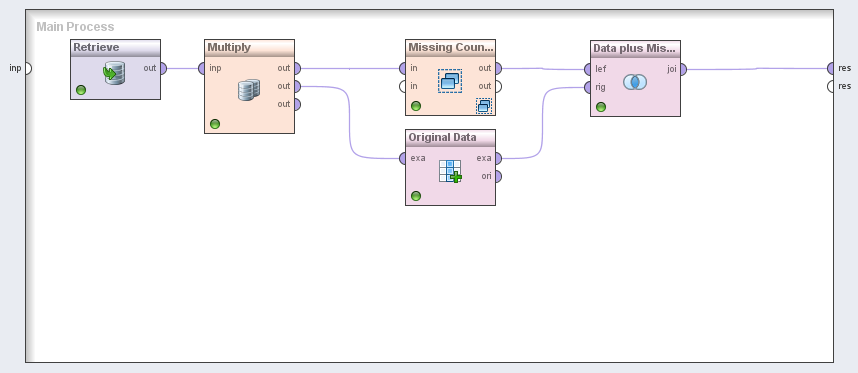 Main Process
Retrieve
Multiply
Missing Coun...
Data plus Mis...
inp
out
inp
out
out
out
in
out
in
out
lef
joi
rig
res
res
Original Data
exa
exa
ori